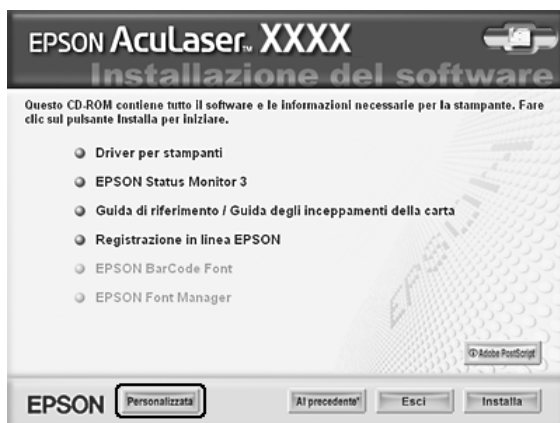 EPSON AcuLaser™ XXXX
Installazione del software
Questo CD-ROM contiene tutto il software e le informazioni necessarie per la stampante. Fare
clic sul pulsante Installa per iniziare.
Driver per stampanti
EPSON Status Monitor 3
Guida di riferimento / Guida degli inceppamenti della carta
Registrazione in linea EPSON
EPSON BarCode Font
EPSON Font Manager
EPSON
Adobe PostScript
EPSON
Personalizzata
Al precedente"
Esci
Installa